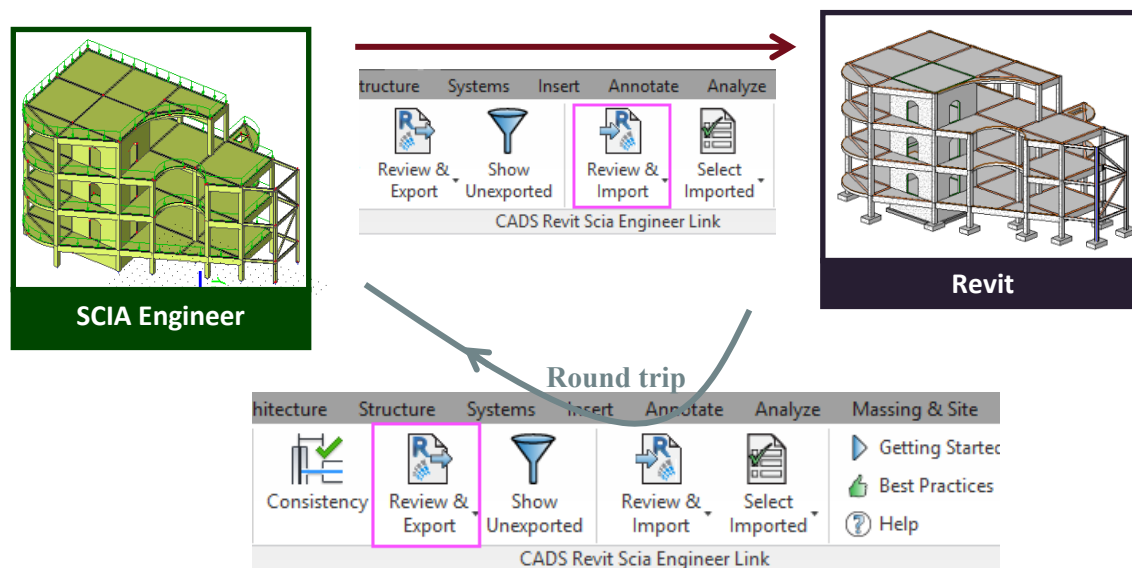 tructure Systems Insert Annotate Analyze
Review & Export Show Unexported Review & Import Select Imported
CADS Revit Scia Engineer Link
SCIA Engineer
Revit
Round trip
hitecture Structure Systems Insert Annotate Analyze Massing & Site
Consistency Review & Export Show Unexported Review & Import Select Imported
Getting Started
Best Practices
Help
CADS Revit Scia Engineer Link